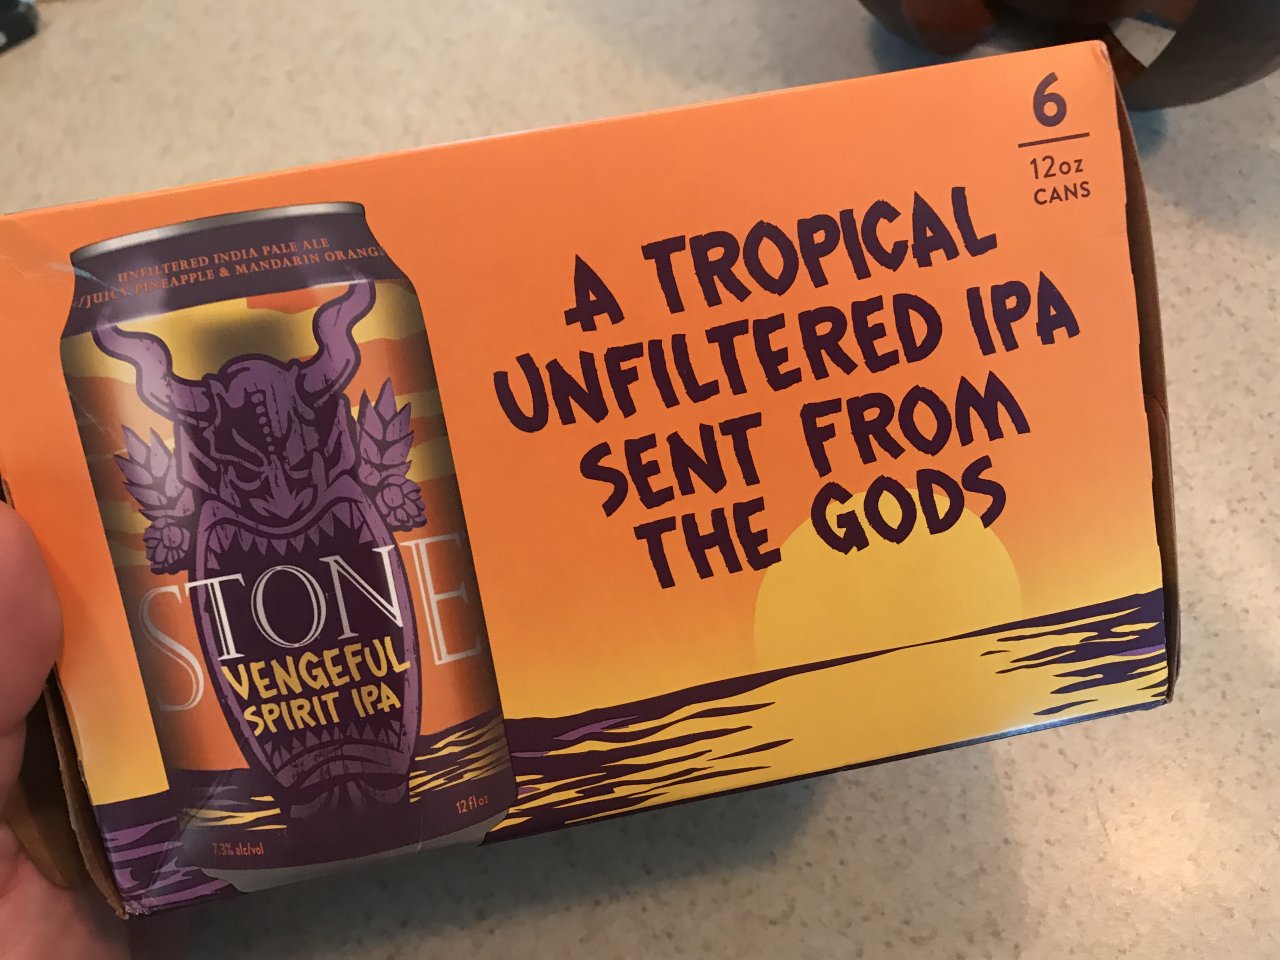 6
12oz
CANS
A TROPICAL
UNFILTERED IPA
SENT FROM
THE GODS
UNFILTERED INDIA PALE ALE
w/JUICY PINEAPPLE & MANDARIN ORANGE
STONE
VENGEFUL
SPIRIT IPA
12 fl oz
7.3% alc/vol